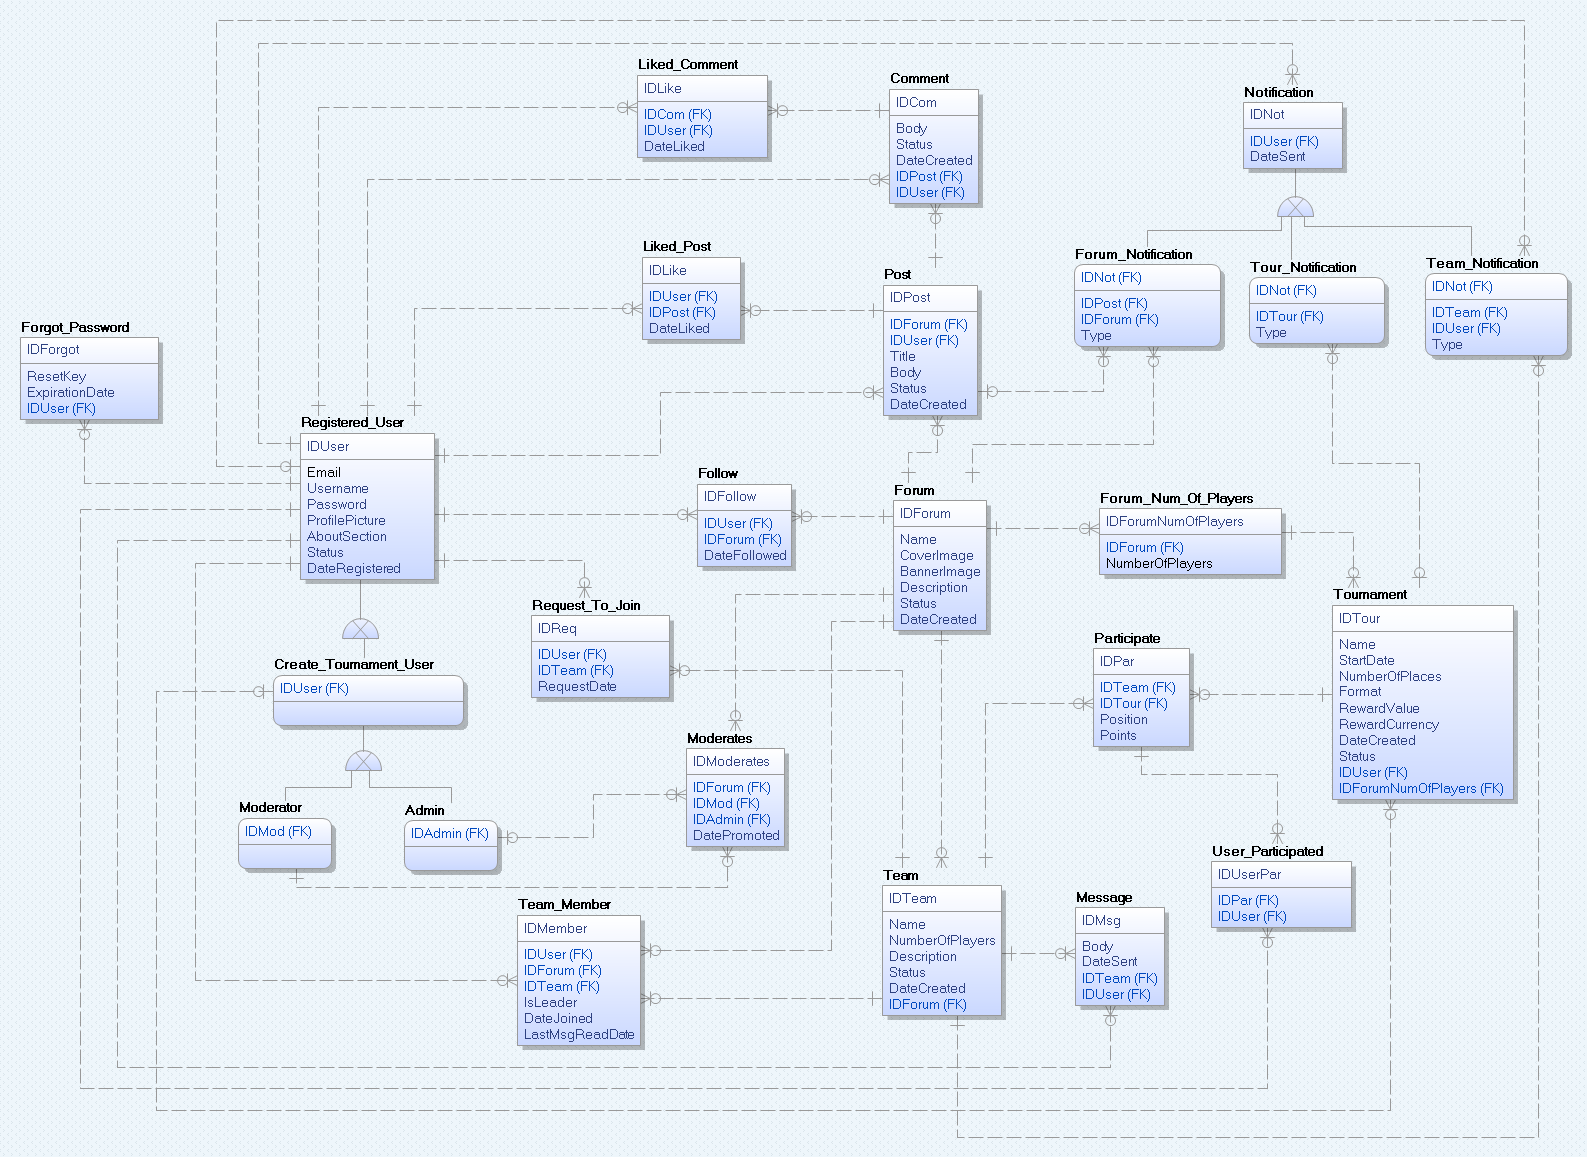 Liked_Comment
IDLike
IDCom (FK)
IDUser (FK)
DateLiked
Comment
IDCom
Body
Status
DateCreated
IDPost (FK)
IDUser (FK)
Notification
IDNot
IDUser (FK)
DateSent
Liked_Post
IDLike
IDUser (FK)
IDPost (FK)
DateLiked
Post
IDPost
IDForum (FK)
IDUser (FK)
Title
Body
Status
DateCreated
Forum_Notification
IDNot (FK)
IDPost (FK)
IDForum (FK)
Type
Tour_Notification
IDNot (FK)
IDTour (FK)
Type
Team_Notification
IDNot (FK)
IDTeam (FK)
IDUser (FK)
Type
Forgot_Password
IDForgot
ResetKey
ExpirationDate
IDUser (FK)
Registered_User
IDUser
Email
Username
Password
ProfilePicture
AboutSection
Status
DateRegistered
Follow
IDFollow
IDUser (FK)
IDForum (FK)
DateFollowed
Forum
IDForum
Name
CoverImage
BannerImage
Description
Status
DateCreated
Forum_Num_Of_Players
IDForumNumOfPlayers
IDForum (FK)
NumberOfPlayers
Tournament
IDTour
Name
StartDate
NumberOfPlaces
Format
RewardValue
RewardCurrency
DateCreated
Status
IDUser (FK)
IDForumNumOfPlayers (FK)
Request_To_Join
IDReq
IDUser (FK)
IDTeam (FK)
RequestDate
Participate
IDPar
IDTeam (FK)
IDTour (FK)
Position
Points
Create_Tournament_User
IDUser (FK)
Moderates
IDModerates
IDForum (FK)
IDMod (FK)
IDAdmin (FK)
DatePromoted
Moderator
IDMod (FK)
Admin
IDAdmin (FK)
User_Participated
IDUserPar
IDPar (FK)
IDUser (FK)
Team
IDTeam
Name
NumberOfPlayers
Description
Status
DateCreated
IDForum (FK)
Message
IDMsg
Body
DateSent
IDTeam (FK)
IDUser (FK)
Team_Member
IDMember
IDUser (FK)
IDForum (FK)
IDTeam (FK)
IsLeader
DateJoined
LastMsgReadDate